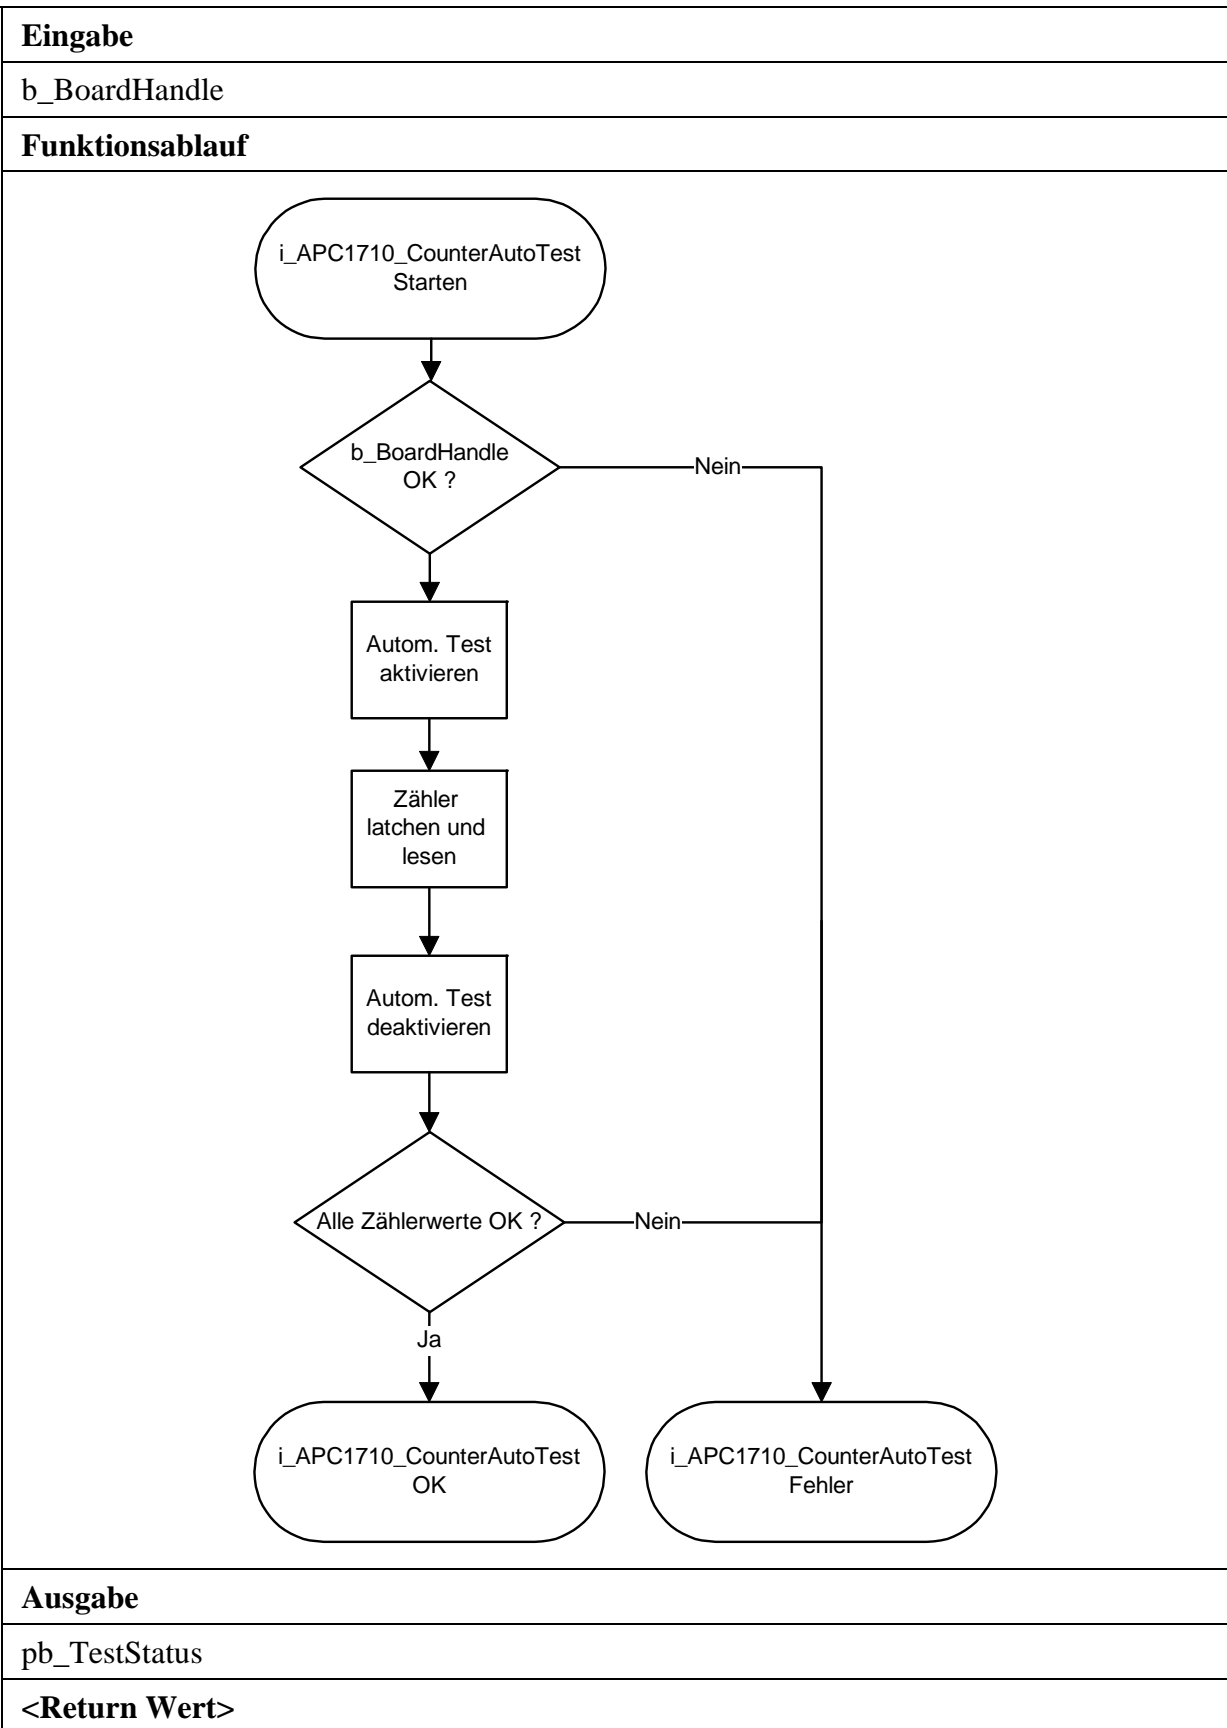 Eingabe
b_BoardHandle
Funktionsablauf
i_APC1710_CounterAutoTest
Starten
b_BoardHandle
OK ?
Nein
Autom. Test
aktivieren
Zähler
latchen und
lesen
Autom. Test
deaktivieren
Alle Zählerwerte OK ?
Nein
Ja
i_APC1710_CounterAutoTest
OK
i_APC1710_CounterAutoTest
Fehler
Ausgabe
pb_TestStatus
<Return Wert>